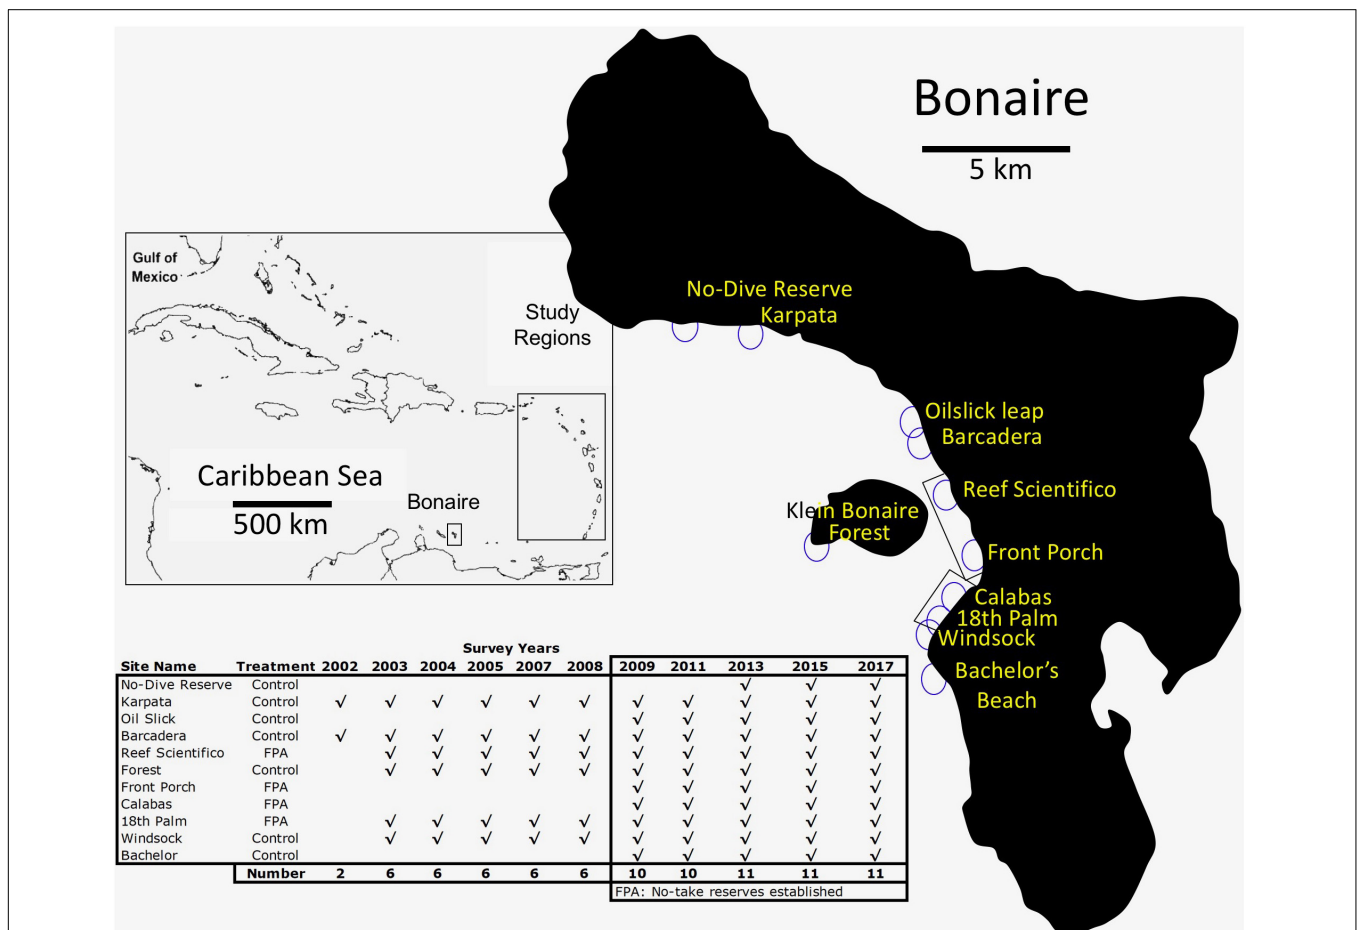 Bonaire
5 km
Gulf of
Mexico
Study
Regions
Caribbean Sea
500 km
Bonaire
No-Dive Reserve
Karpata
Oilslick leap
Barcadera
Reef Scientifico
Klein Bonaire
Forest
Front Porch
Calabas
18th Palm
Windsock
Bachelor's
Beach
Survey Years
Site Name Treatment 2002 2003 2004 2005 2007 2008 2009 2011 2013 2015 2017
No-Dive Reserve Control √ √ √
Karpata Control √ √ √ √ √ √ √ √ √ √ √
Oil Slick Control √ √ √ √ √
Barcadera Control √ √ √ √ √ √ √ √ √ √ √
Reef Scientifico FPA √ √ √ √ √ √ √ √ √ √
Forest Control √ √ √ √ √ √ √ √ √ √
Front Porch FPA √ √ √ √ √
Calabas FPA √ √ √ √ √
18th Palm FPA √ √ √ √ √ √ √ √ √ √
Windsock Control √ √ √ √ √ √ √ √ √ √
Bachelor Control √ √ √ √ √
Number 2 6 6 6 6 6 10 10 11 11 11
FPA: No-take reserves established